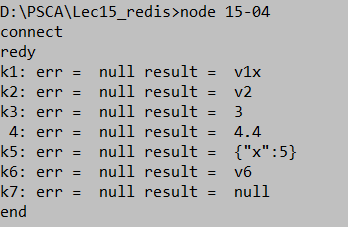 D:\PSCA\Lec15_redis>node 15-04
connect
redy
k1: err =  null result =  v1x
k2: err =  null result =  v2
k3: err =  null result =  3
 4: err =  null result =  4.4
k5: err =  null result =  {"x":5}
k6: err =  null result =  v6
k7: err =  null result =  null
end